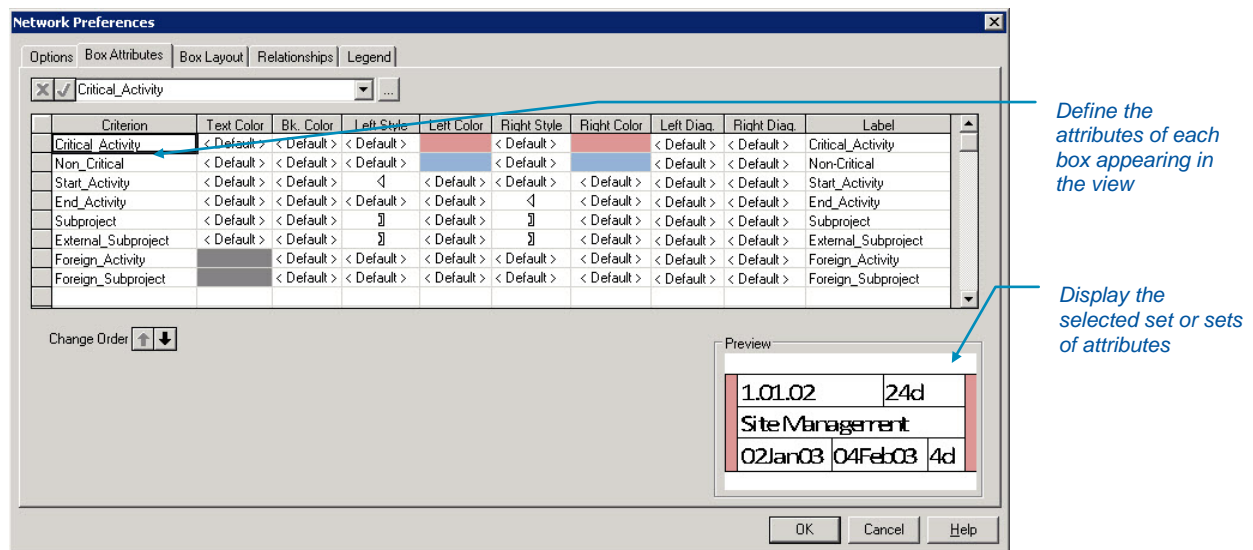 Network Preferences
Options Box Attributes Box Layout Relationships Legend
Critical_Activity ...
Criterion Text Color Bk. Color Left Style Left Color Right Style Right Color Left Diag. Right Diag. Label
Critical_Activity < Default > < Default > < Default > < Default > < Default > < Default > Critical_Activity
Non_Critical < Default > < Default > < Default > < Default > < Default > < Default > Non-Critical
Start_Activity < Default > < Default > < Default > < Default > < Default > < Default > < Default > Start_Activity
End_Activity < Default > < Default > < Default > < Default > < Default > < Default > < Default > End_Activity
Subproject < Default > < Default > < Default > < Default > < Default > < Default > Subproject
External_Subproject < Default > < Default > < Default > < Default > < Default > < Default > External_Subproject
Foreign_Activity < Default > < Default > < Default > < Default > < Default > < Default > < Default > Foreign_Activity
Foreign_Subproject < Default > < Default > < Default > < Default > < Default > < Default > < Default > Foreign_Subproject
Change Order
Preview
1.01.02 24d
Site Management
02Jan03 04Feb03 4d
OK Cancel Help
Define the
attributes of each
box appearing in
the view
Display the
selected set or sets
of attributes